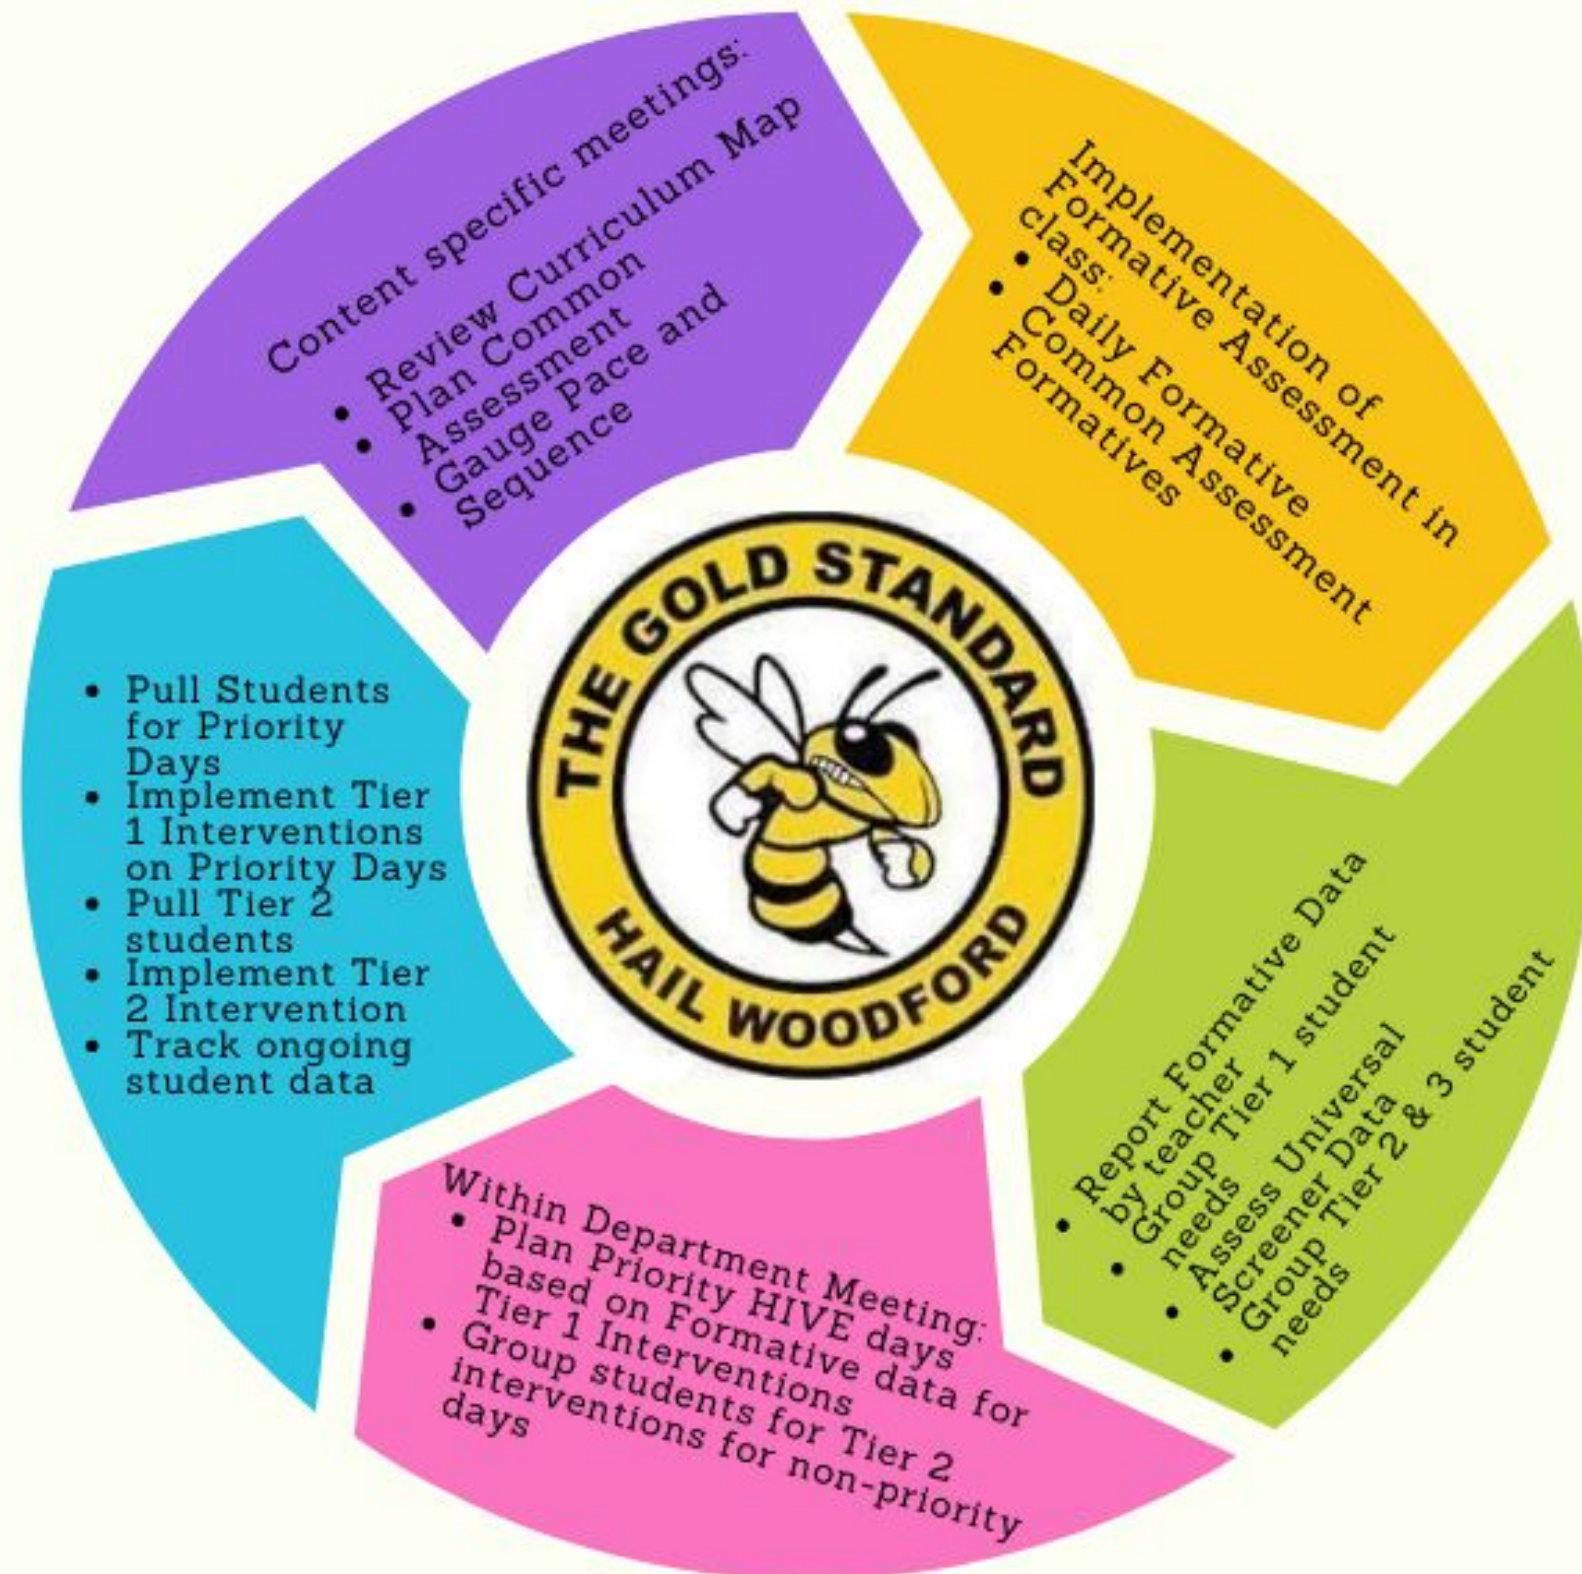 Content specific meetings:
• Review Curriculum Map
• Plan Common
Assessment
• Gauge Pace and
Sequence
Implementation of
Formative Assessment in
class:
• Daily Formative
• Common Assessment
Formatives
• Report Formative Data
by teacher
• Group Tier 1 student
needs
• Assess Universal
Screener Data
• Group Tier 2 & 3 student
needs
Within Department Meeting:
• Plan Priority HIVE days
based on Formative data for
Tier 1 Interventions
• Group students for Tier 2
interventions for non-priority
days
• Pull Students
for Priority
Days
• Implement Tier
1 Interventions
on Priority Days
• Pull Tier 2
students
• Implement Tier
2 Intervention
• Track ongoing
student data
THE GOLD STANDARD
HAIL WOODFORD